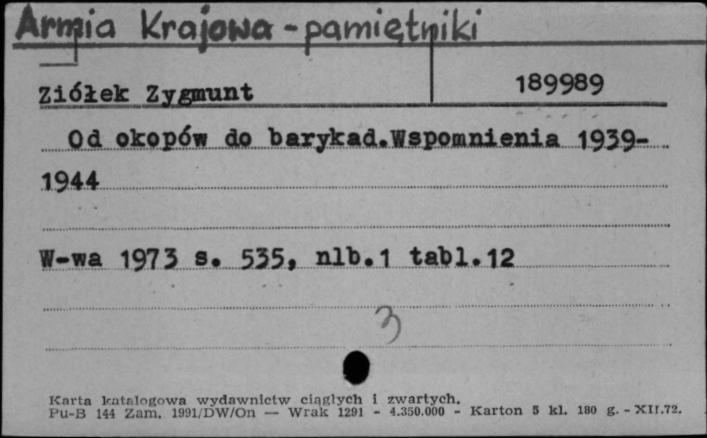 Armia Krajowa - pamiętniki
Ziółek Zygmunt 189989
Od okopów do barykad.Wspomnienia 1939-
1944
W-wa 1973 s. 535, nlb.1 tabl.12
3
Karta katalogowa wydawnictw ciągłych i zwartych.
Pu-B 144 Zam. 1991/DW/On — Wrak 1291 - 4.350.000 - Karton 5 kl. 180 g. - XII.72.